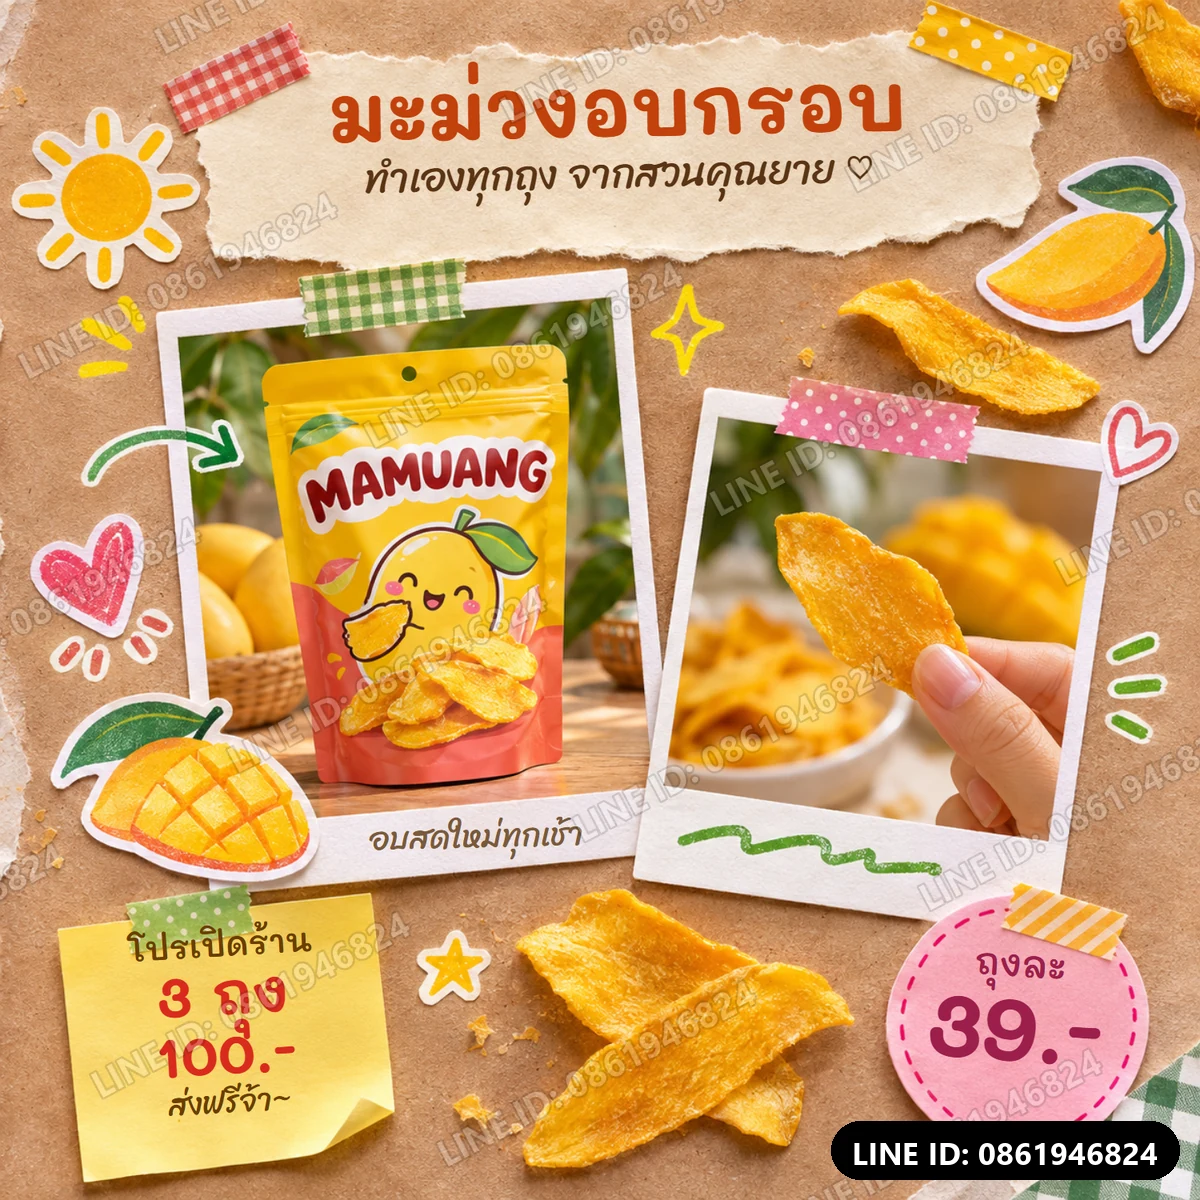 มะม่วงอบกรอบ
ทำเองทุกถุง จากสวนคุณยาย ♡
MAMUANG
อบสดใหม่ทุกเช้า
โปรเปิดร้าน
3 ถุง
100.-
ส่งฟรีจ้า~
ถุงละ
39.-
LINE ID: 0861946824